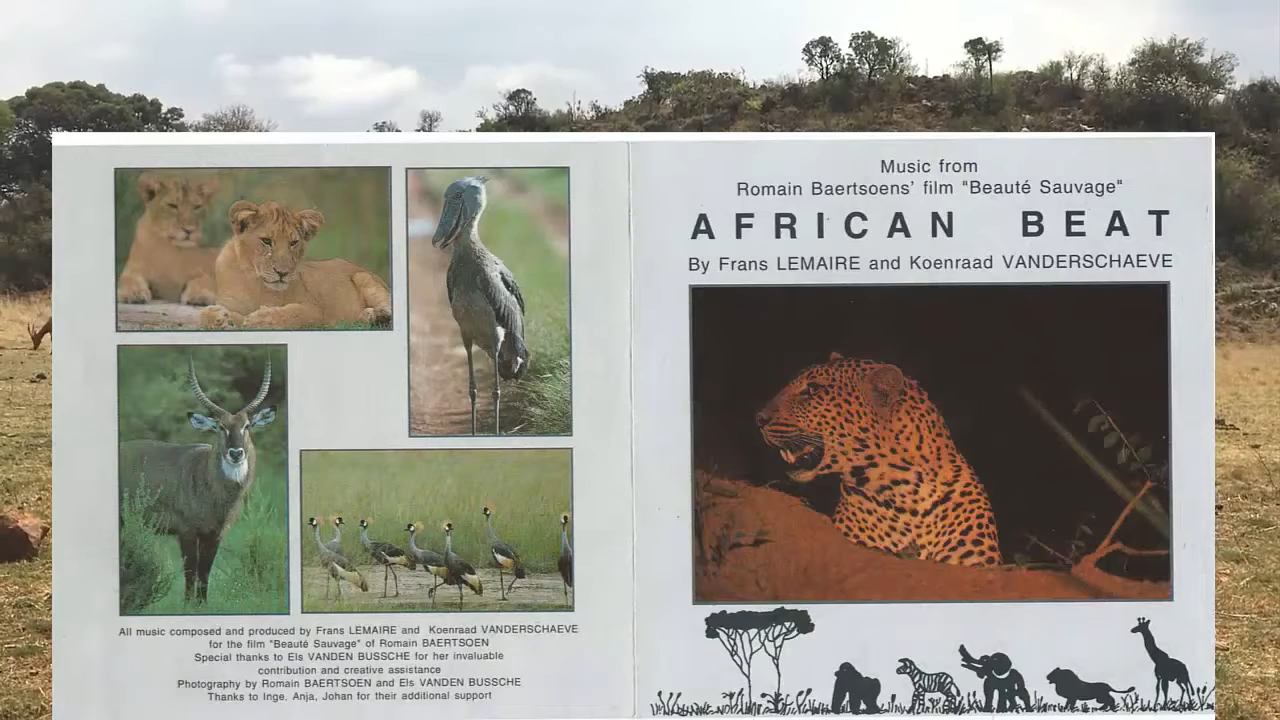 Music from
Romain Baertsoens' film "Beauté Sauvage"
AFRICAN BEAT
By Frans LEMAIRE and Koenraad VANDERSCHAEVE
All music composed and produced by Frans LEMAIRE and Koenraad VANDERSCHAEVE
for the film "Beauté Sauvage" of Romain BAERTSOEN
Special thanks to Els VANDEN BUSSCHE for her invaluable
contribution and creative assistance
Photography by Romain BAERTSOEN and Els VANDEN BUSSCHE
Thanks to Inge. Anja, Johan for their additional support